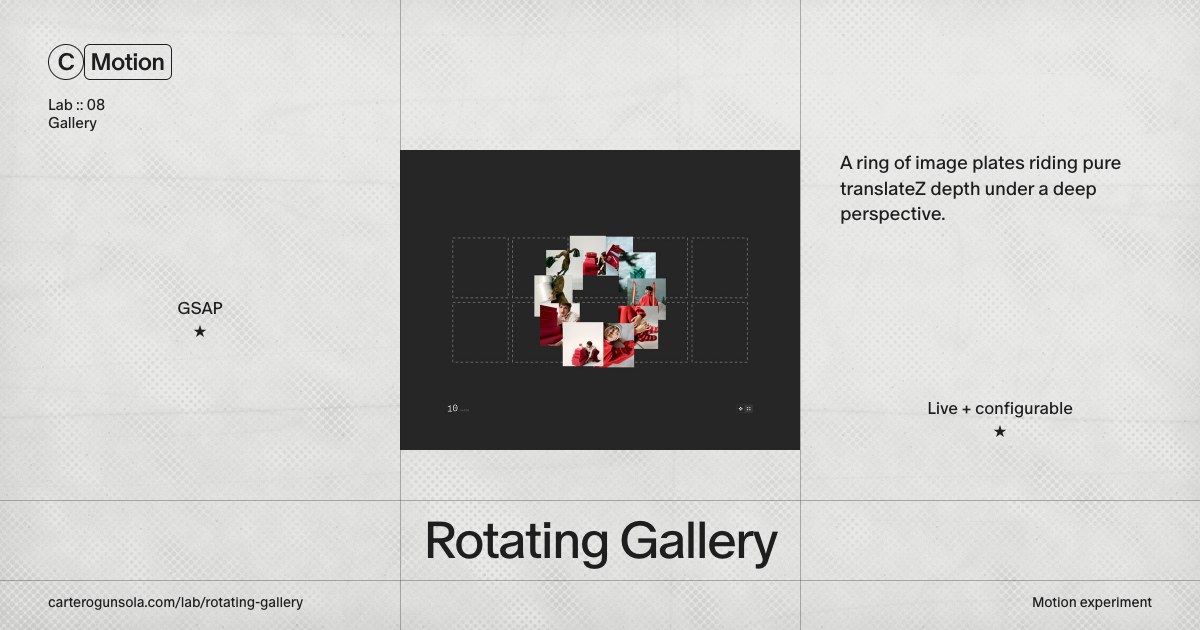 C Motion
Lab :: 08
Gallery
A ring of image plates riding pure
translateZ depth under a deep
perspective.
GSAP
★
10
Live + configurable
★
Rotating Gallery
carterogunsola.com/lab/rotating-gallery
Motion experiment